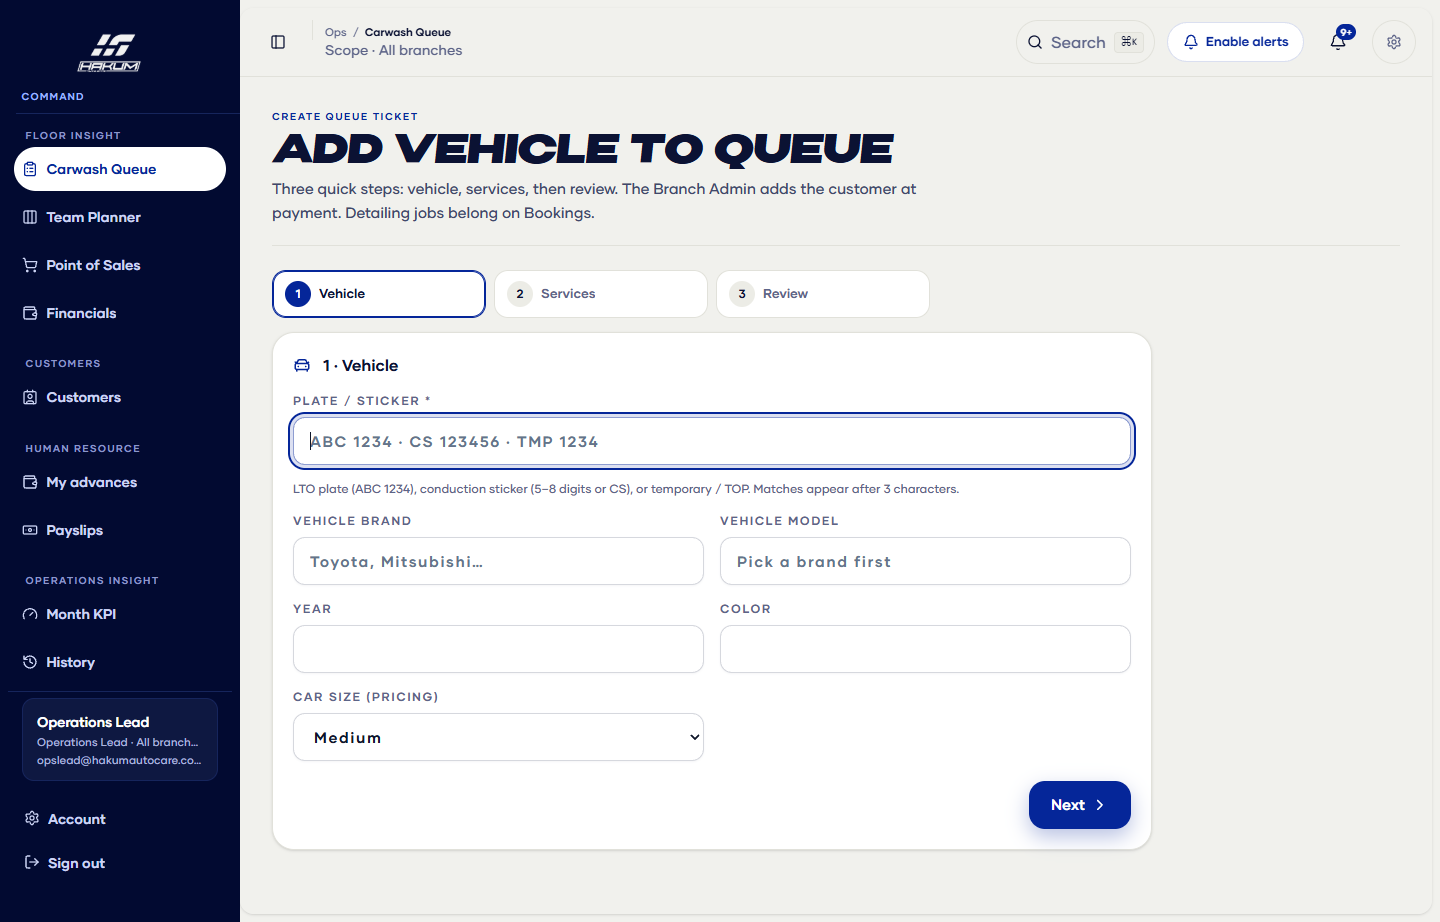 HAKUM
COMMAND
FLOOR INSIGHT
Carwash Queue
Team Planner
Point of Sales
Financials
CUSTOMERS
Customers
HUMAN RESOURCE
My advances
Payslips
OPERATIONS INSIGHT
Month KPI
History
Operations Lead
Operations Lead · All branch...
opslead@hakumautocare.co...
Account
Sign out
Ops / Carwash Queue
Scope · All branches
Search ⌘K
Enable alerts
9+
CREATE QUEUE TICKET
ADD VEHICLE TO QUEUE
Three quick steps: vehicle, services, then review. The Branch Admin adds the customer at
payment. Detailing jobs belong on Bookings.
1 Vehicle
2 Services
3 Review
1 · Vehicle
PLATE / STICKER *
ABC 1234 · CS 123456 · TMP 1234
LTO plate (ABC 1234), conduction sticker (5–8 digits or CS), or temporary / TOP. Matches appear after 3 characters.
VEHICLE BRAND
Toyota, Mitsubishi...
VEHICLE MODEL
Pick a brand first
YEAR
COLOR
CAR SIZE (PRICING)
Medium
Next